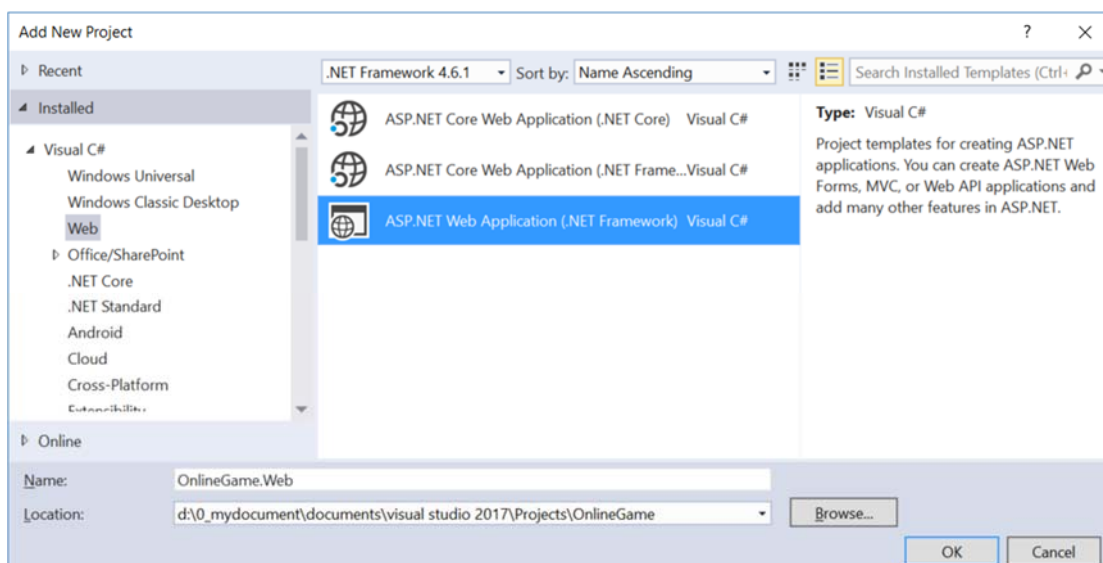 Add New Project
?
Recent
.NET Framework 4.6.1
Sort by:
Name Ascending
Search Installed Templates (Ctrl+
Installed
Visual C#
Windows Universal
Windows Classic Desktop
Web
Office/SharePoint
.NET Core
.NET Standard
Android
Cloud
Cross-Platform
Extensibility
Online
ASP.NET Core Web Application (.NET Core) Visual C#
ASP.NET Core Web Application (.NET Frame...Visual C#
ASP.NET Web Application (.NET Framework) Visual C#
Type: Visual C#
Project templates for creating ASP.NET
applications. You can create ASP.NET Web
Forms, MVC, or Web API applications and
add many other features in ASP.NET.
Name: OnlineGame.Web
Location: d:\0_mydocument\documents\visual studio 2017\Projects\OnlineGame
Browse...
OK
Cancel